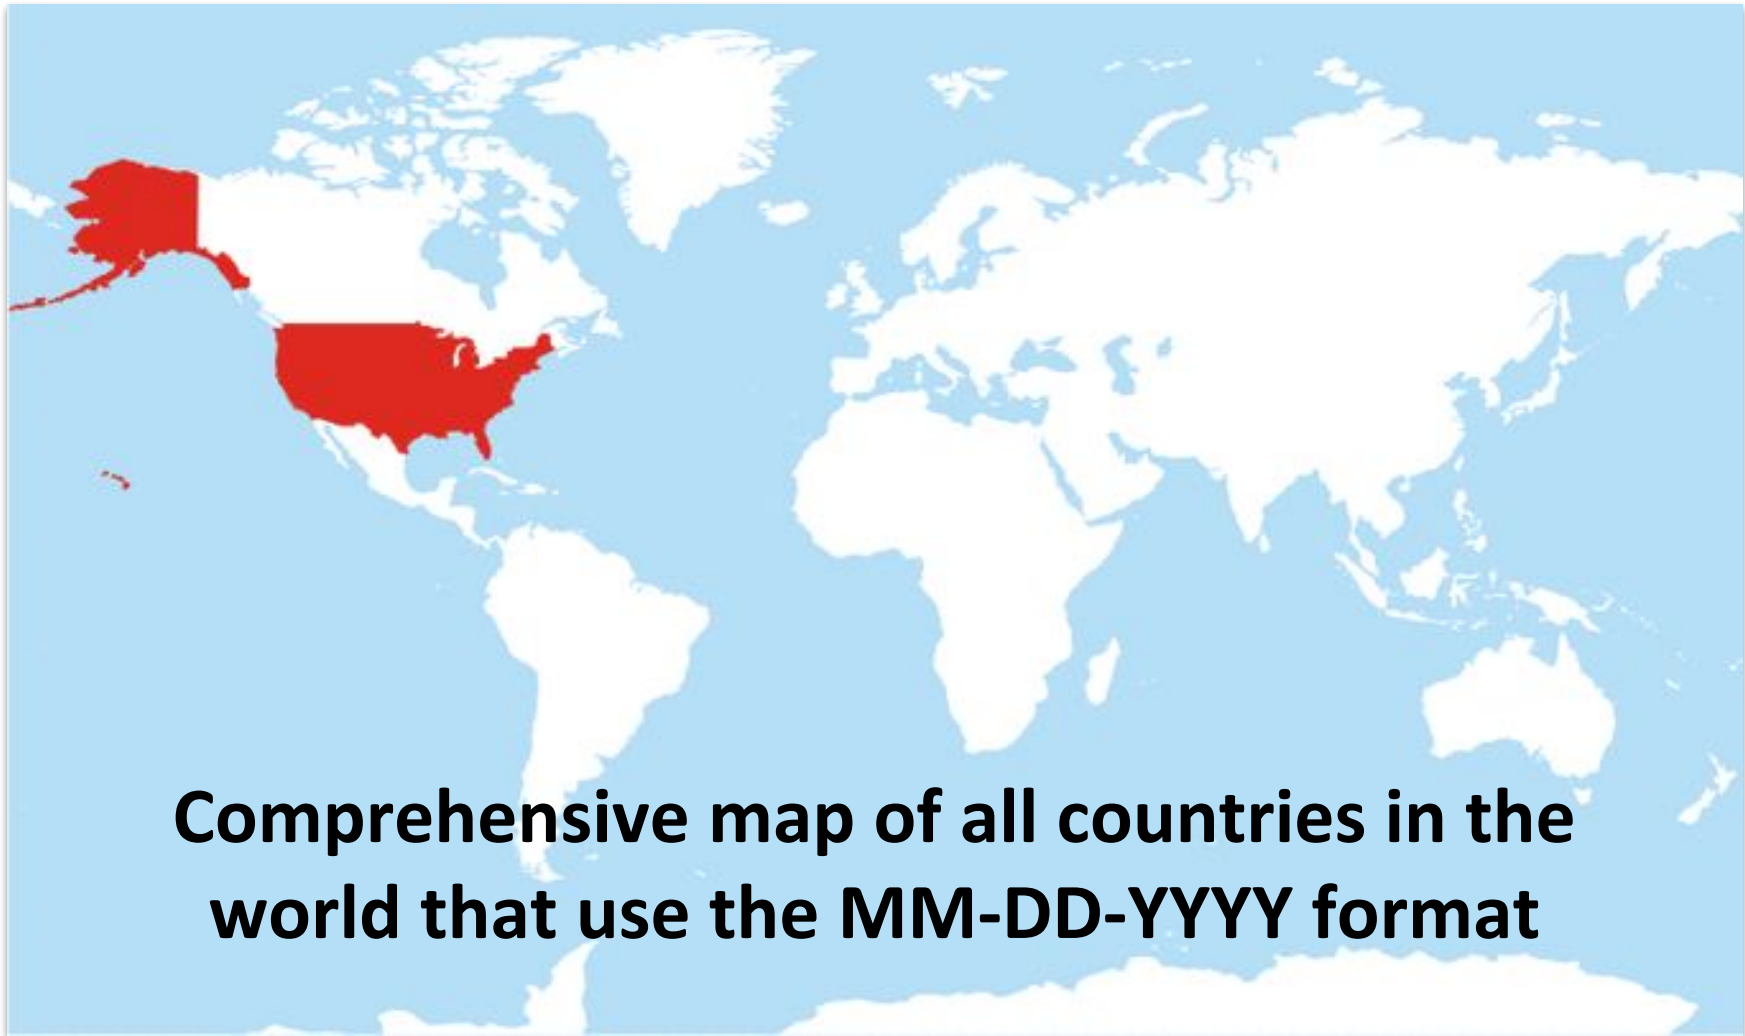 Comprehensive map of all countries in the
world that use the MM-DD-YYYY format